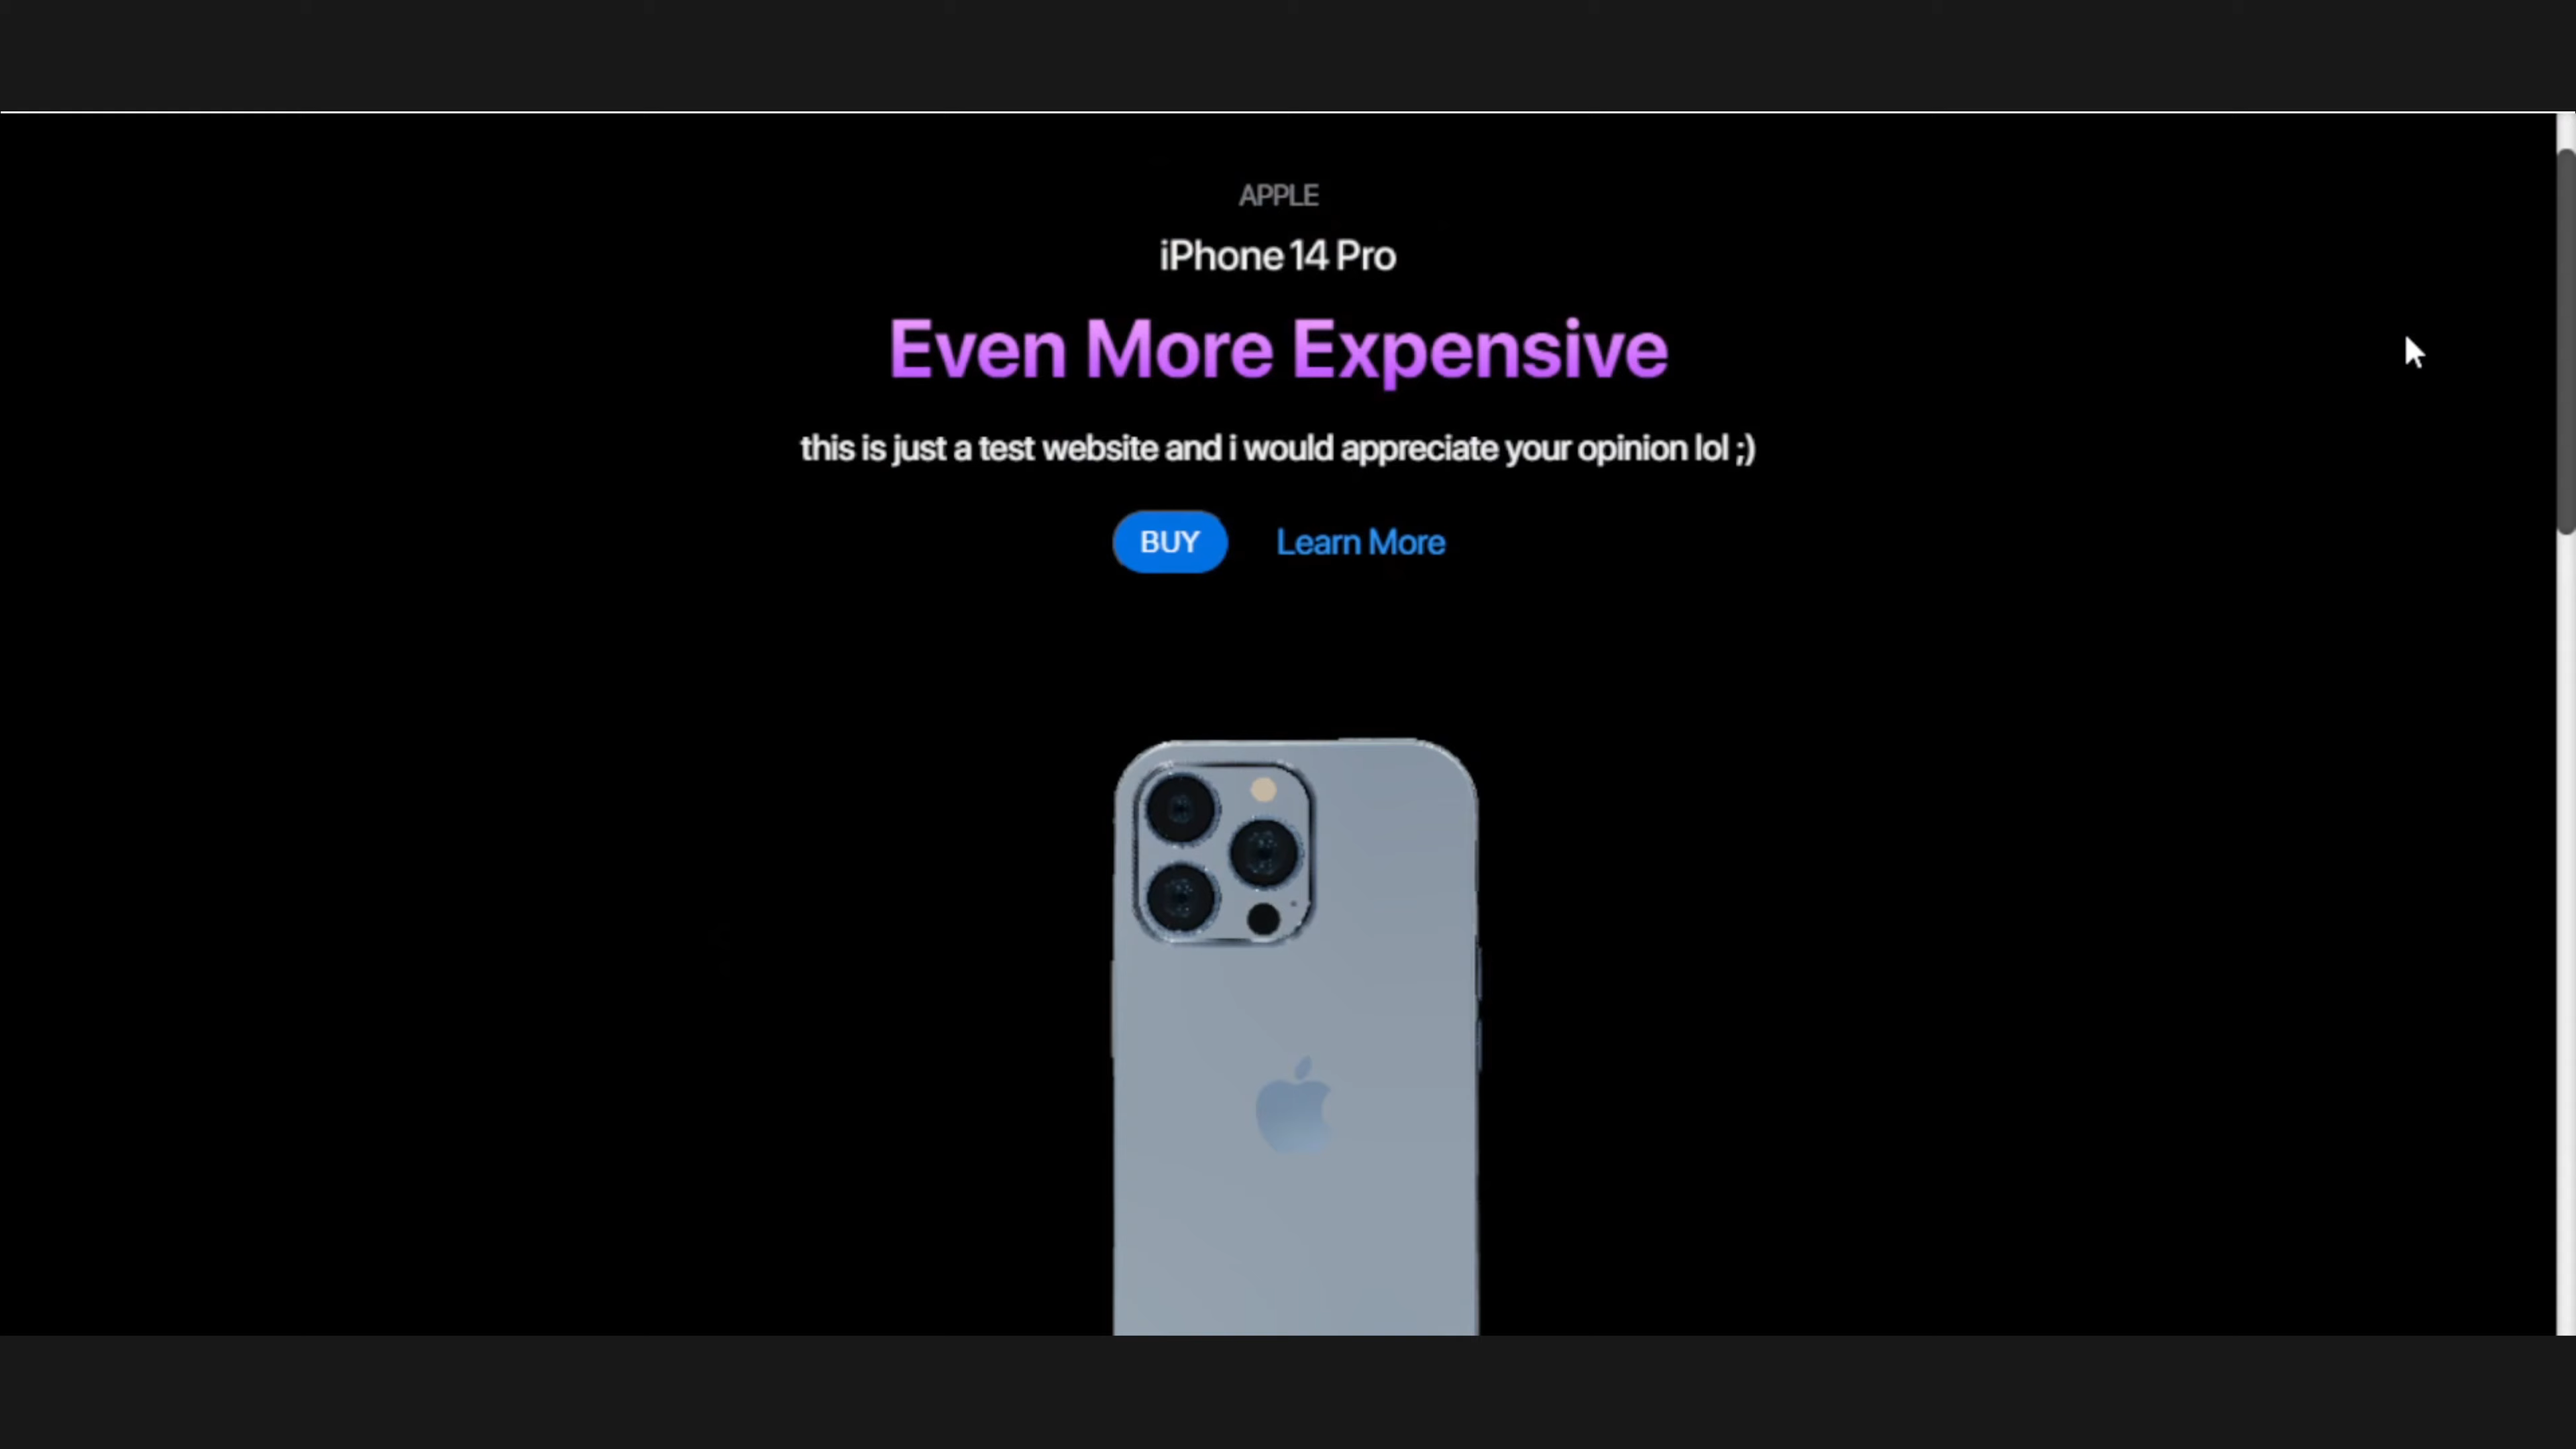 APPLE
iPhone 14 Pro
Even More Expensive
this is just a test website and i would appreciate your opinion lol ;)
BUY
Learn More